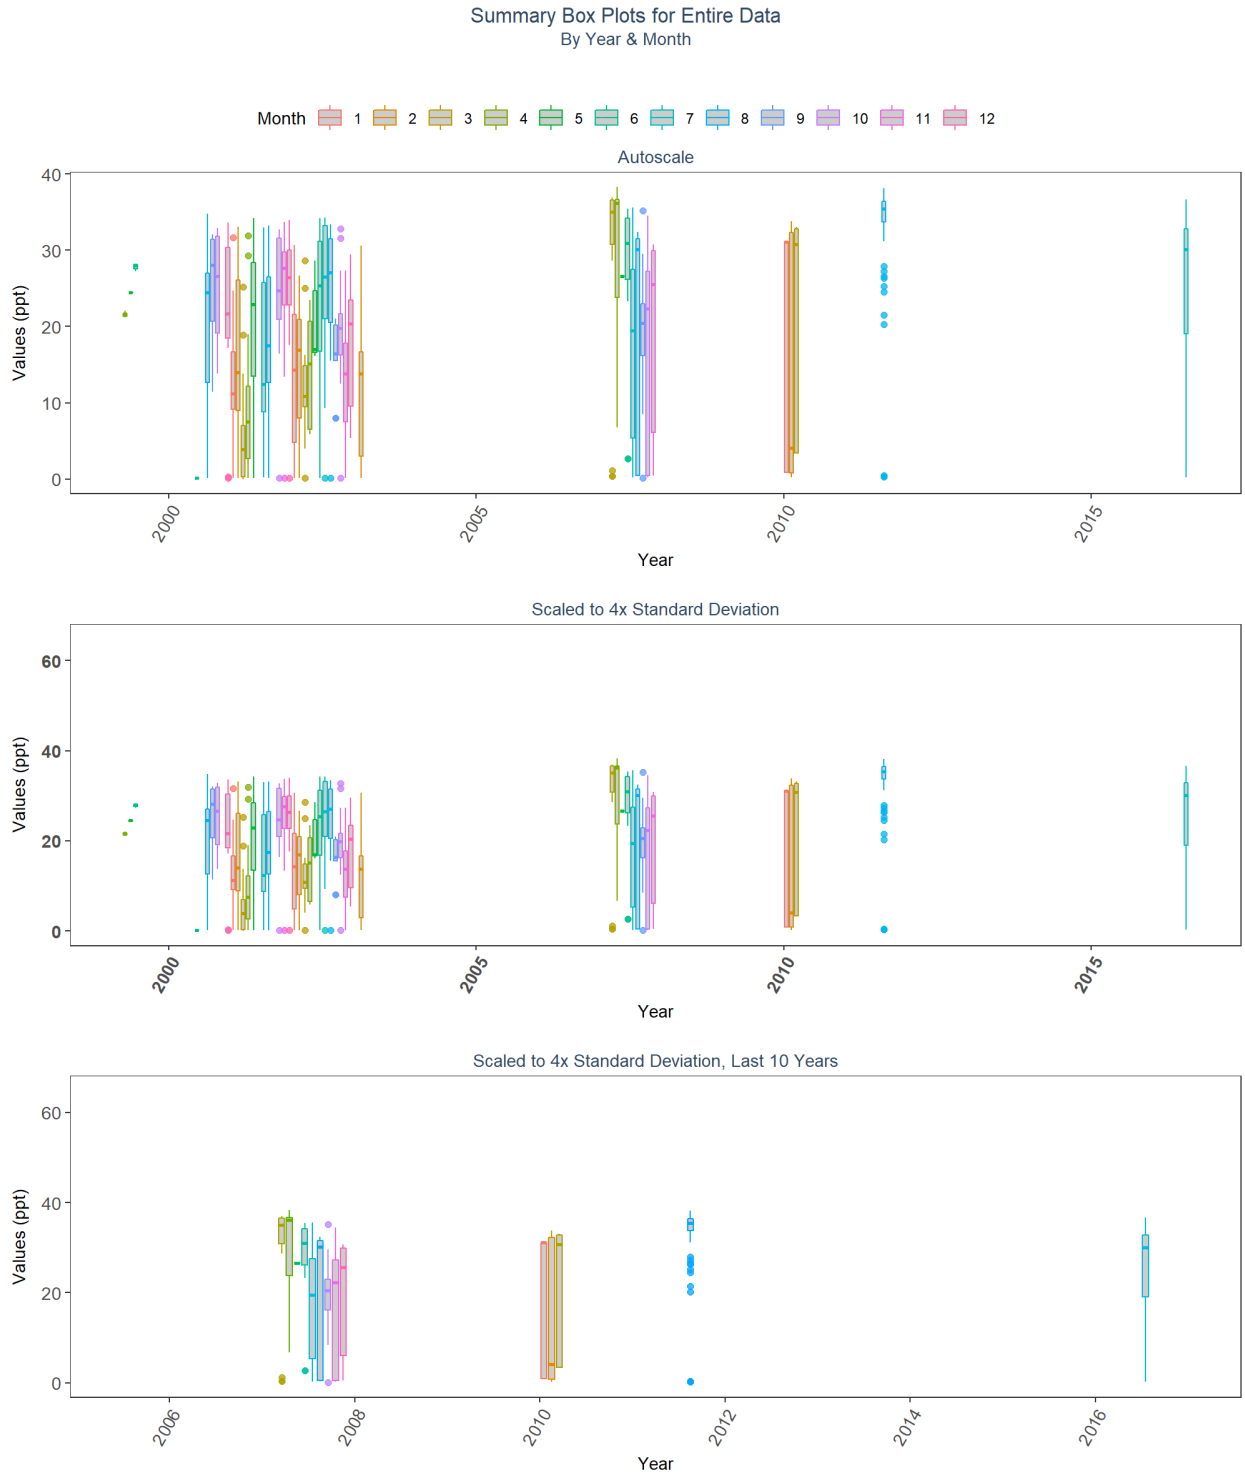 Summary Box Plots for Entire Data
By Year & Month
Month 1 2 3 4 5 6 7 8 9 10 11 12
Autoscale
Values (ppt)
40
30
20
10
0
2000 2005 2010 2015
Year
Scaled to 4x Standard Deviation
Values (ppt)
60
40
20
0
2000 2005 2010 2015
Year
Scaled to 4x Standard Deviation, Last 10 Years
Values (ppt)
60
40
20
0
2006 2008 2010 2012 2014 2016
Year